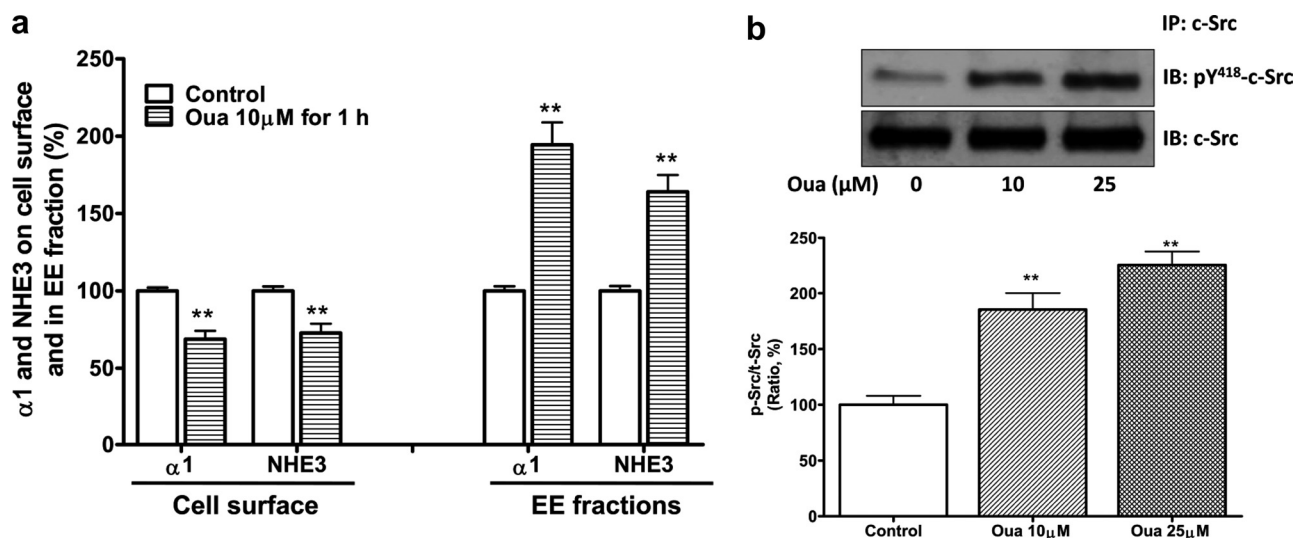 a
α1 and NHE3 on cell surface
and in EE fraction (%)
250
200
150
100
50
0
Control
Oua 10μM for 1 h
**
**
**
**
α1
NHE3
α1
NHE3
Cell surface
EE fractions
b
IP: c-Src
IB: pY⁴¹⁸-c-Src
IB: c-Src
Oua (μM) 0 10 25
p-Src/t-Src
(Ratio, %)
250
200
150
100
50
0
**
**
Control
Oua 10μM
Oua 25μM